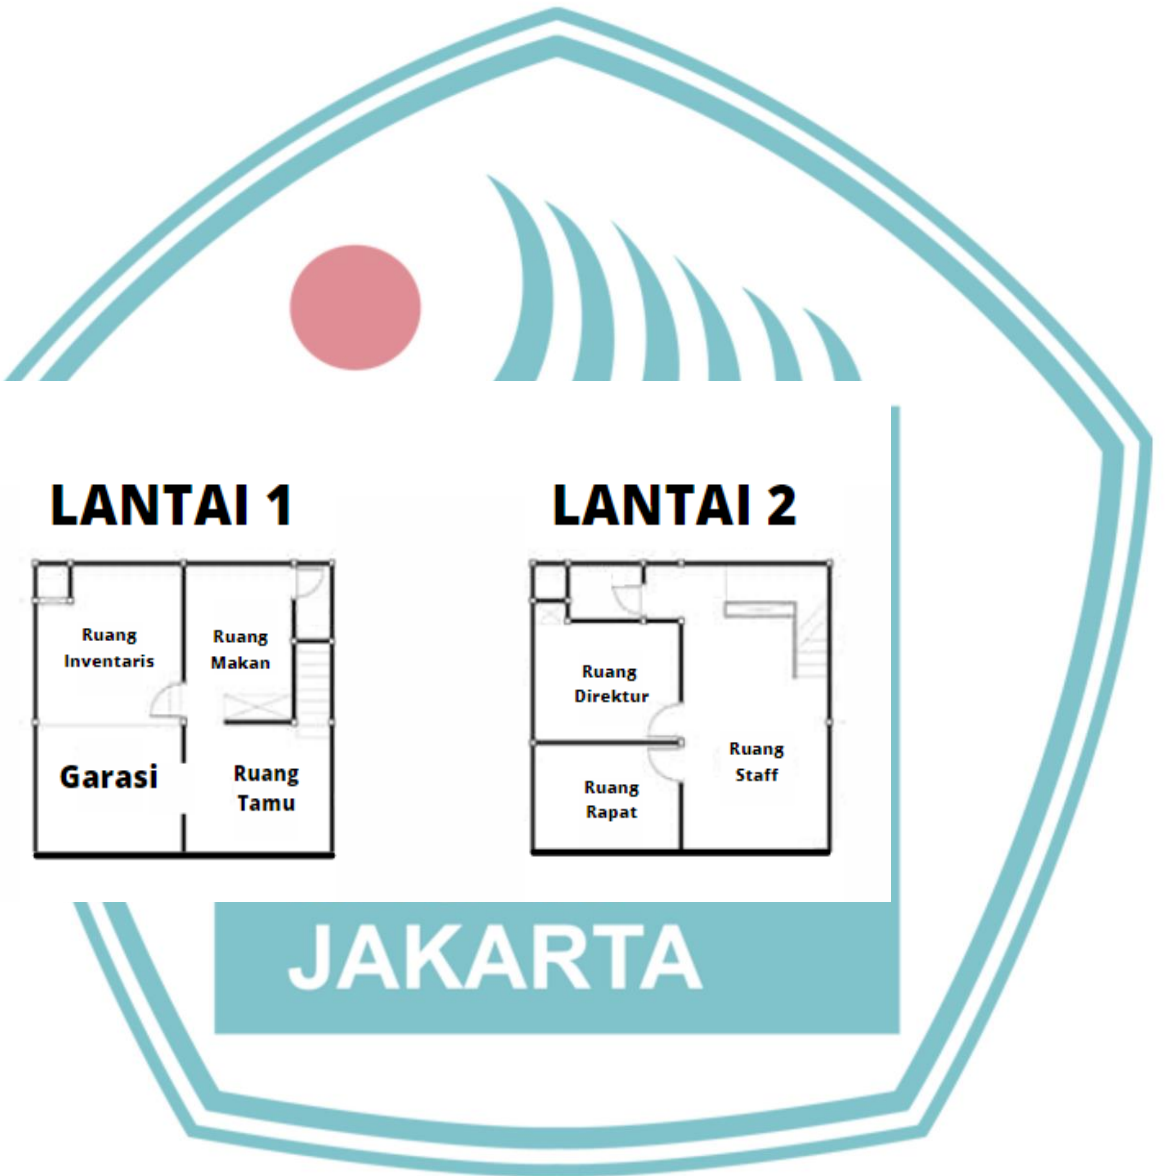 LANTAI 1
Ruang
Inventaris
Ruang
Makan
Garasi
Ruang
Tamu
LANTAI 2
Ruang
Direktur
Ruang
Rapat
Ruang
Staff
JAKARTA